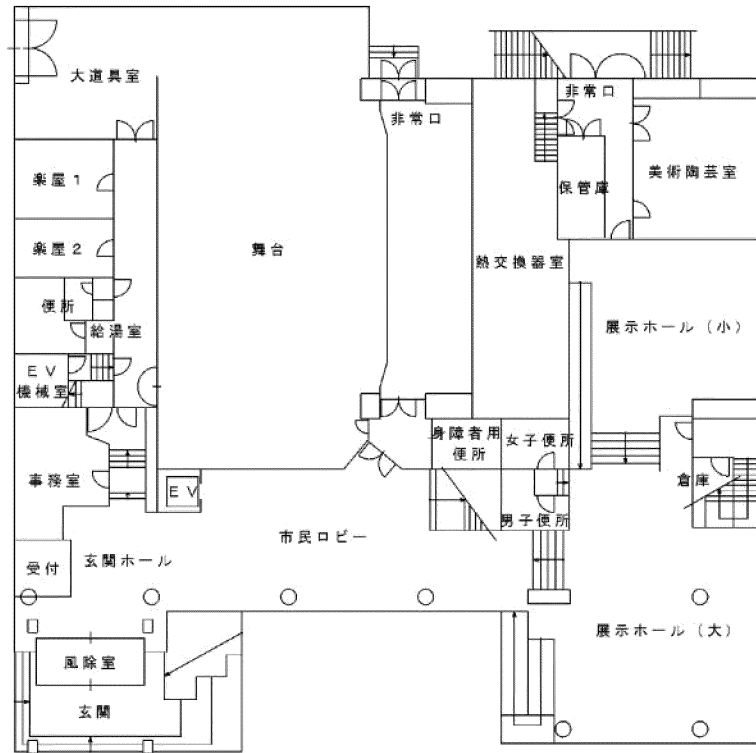 大道具室
非常口
非常口
楽屋1
保管庫
美術陶芸室
楽屋2
舞台
熱交換器室
便所
給湯室
展示ホール(小)
EV
機械室
身障者用
便所
女子便所
事務室
EV
倉庫
男子便所
市民ロビー
玄関ホール
受付
展示ホール(大)
風除室
玄関